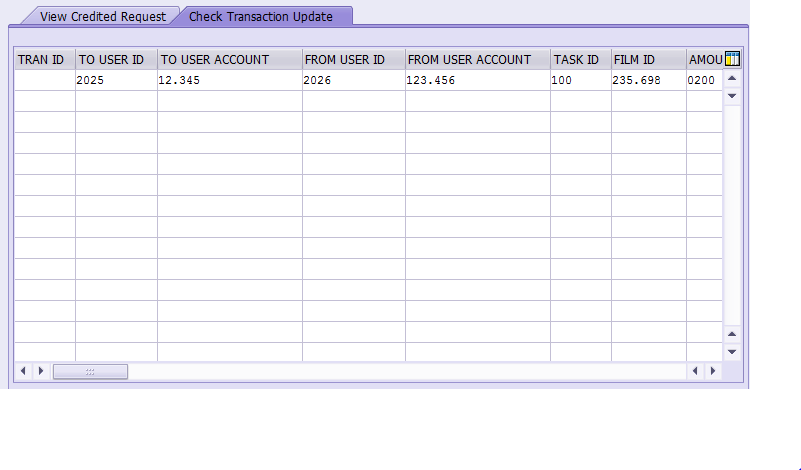 View Credited Request Check Transaction Update
TRAN ID TO USER ID TO USER ACCOUNT FROM USER ID FROM USER ACCOUNT TASK ID FILM ID AMOU
2025 12.345 2026 123.456 100 235.698 0200